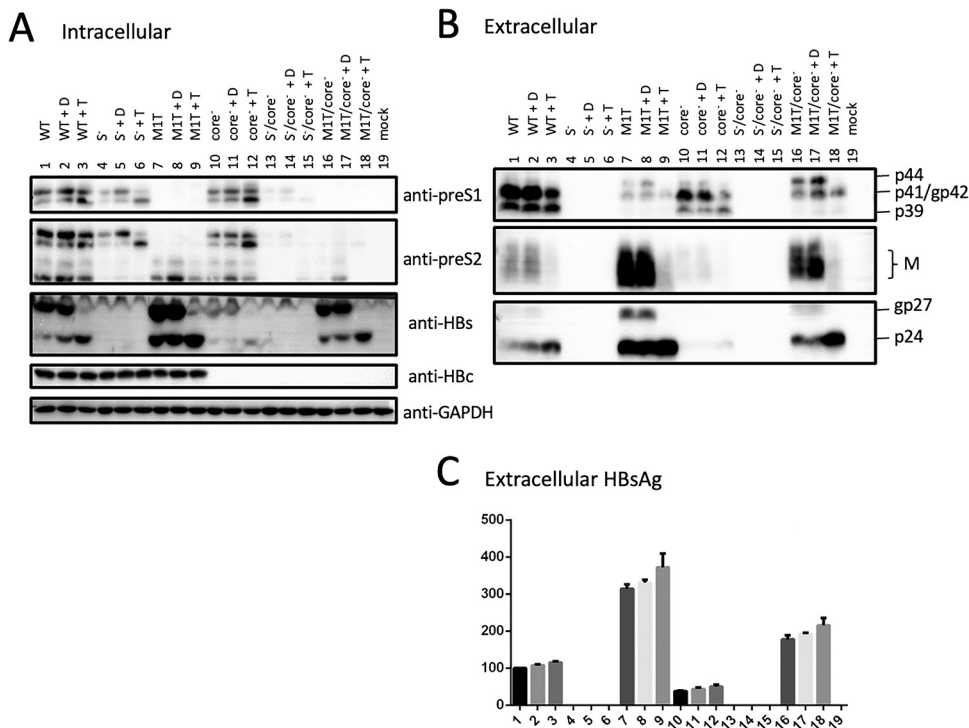 A Intracellular
WT
WT + D
WT + T
S-
S- + D
S- + T
M1T
M1T + D
M1T + T
core-
core- + D
core- + T
S-/core-
S-/core- + D
S-/core- + T
M1T/core-
M1T/core- + D
M1T/core- + T
mock
1 2 3 4 5 6 7 8 9 10 11 12 13 14 15 16 17 18 19
anti-preS1
anti-preS2
anti-HBs
anti-HBc
anti-GAPDH
B Extracellular
WT
WT + D
WT + T
S-
S- + D
S- + T
M1T
M1T + D
M1T + T
core-
core- + D
core- + T
S-/core-
S-/core- + D
S-/core- + T
M1T/core-
M1T/core- + D
M1T/core- + T
mock
1 2 3 4 5 6 7 8 9 10 11 12 13 14 15 16 17 18 19
p44
p41/gp42
p39
M
gp27
p24
C Extracellular HBsAg
500
400
300
200
100
0
1 2 3 4 5 6 7 8 9 10 11 12 13 14 15 16 17 18 19